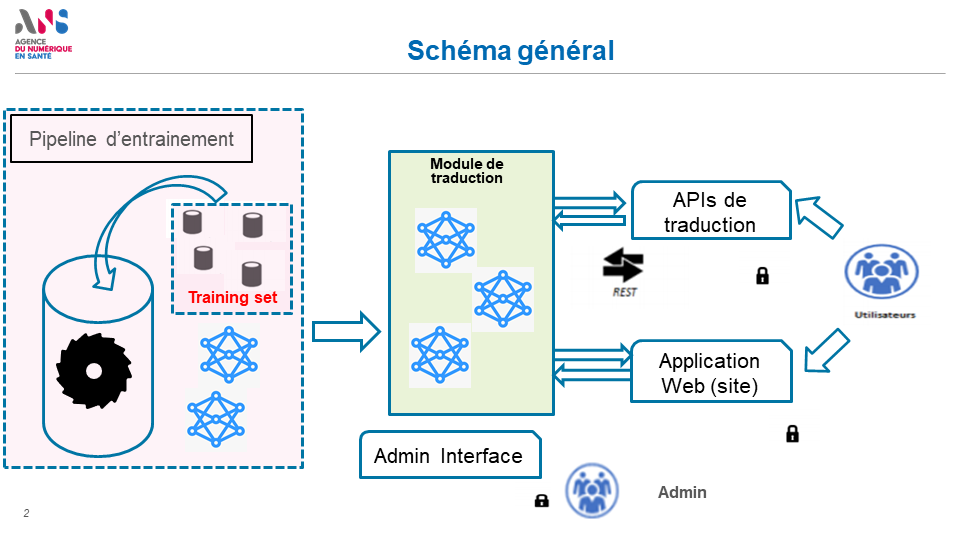 ANS
AGENCE
DU NUMÉRIQUE
EN SANTÉ
Schéma général
Pipeline d’entrainement
Training set
Module de
traduction
APIs de
traduction
REST
Utilisateurs
Application
Web (site)
Admin Interface
Admin
2